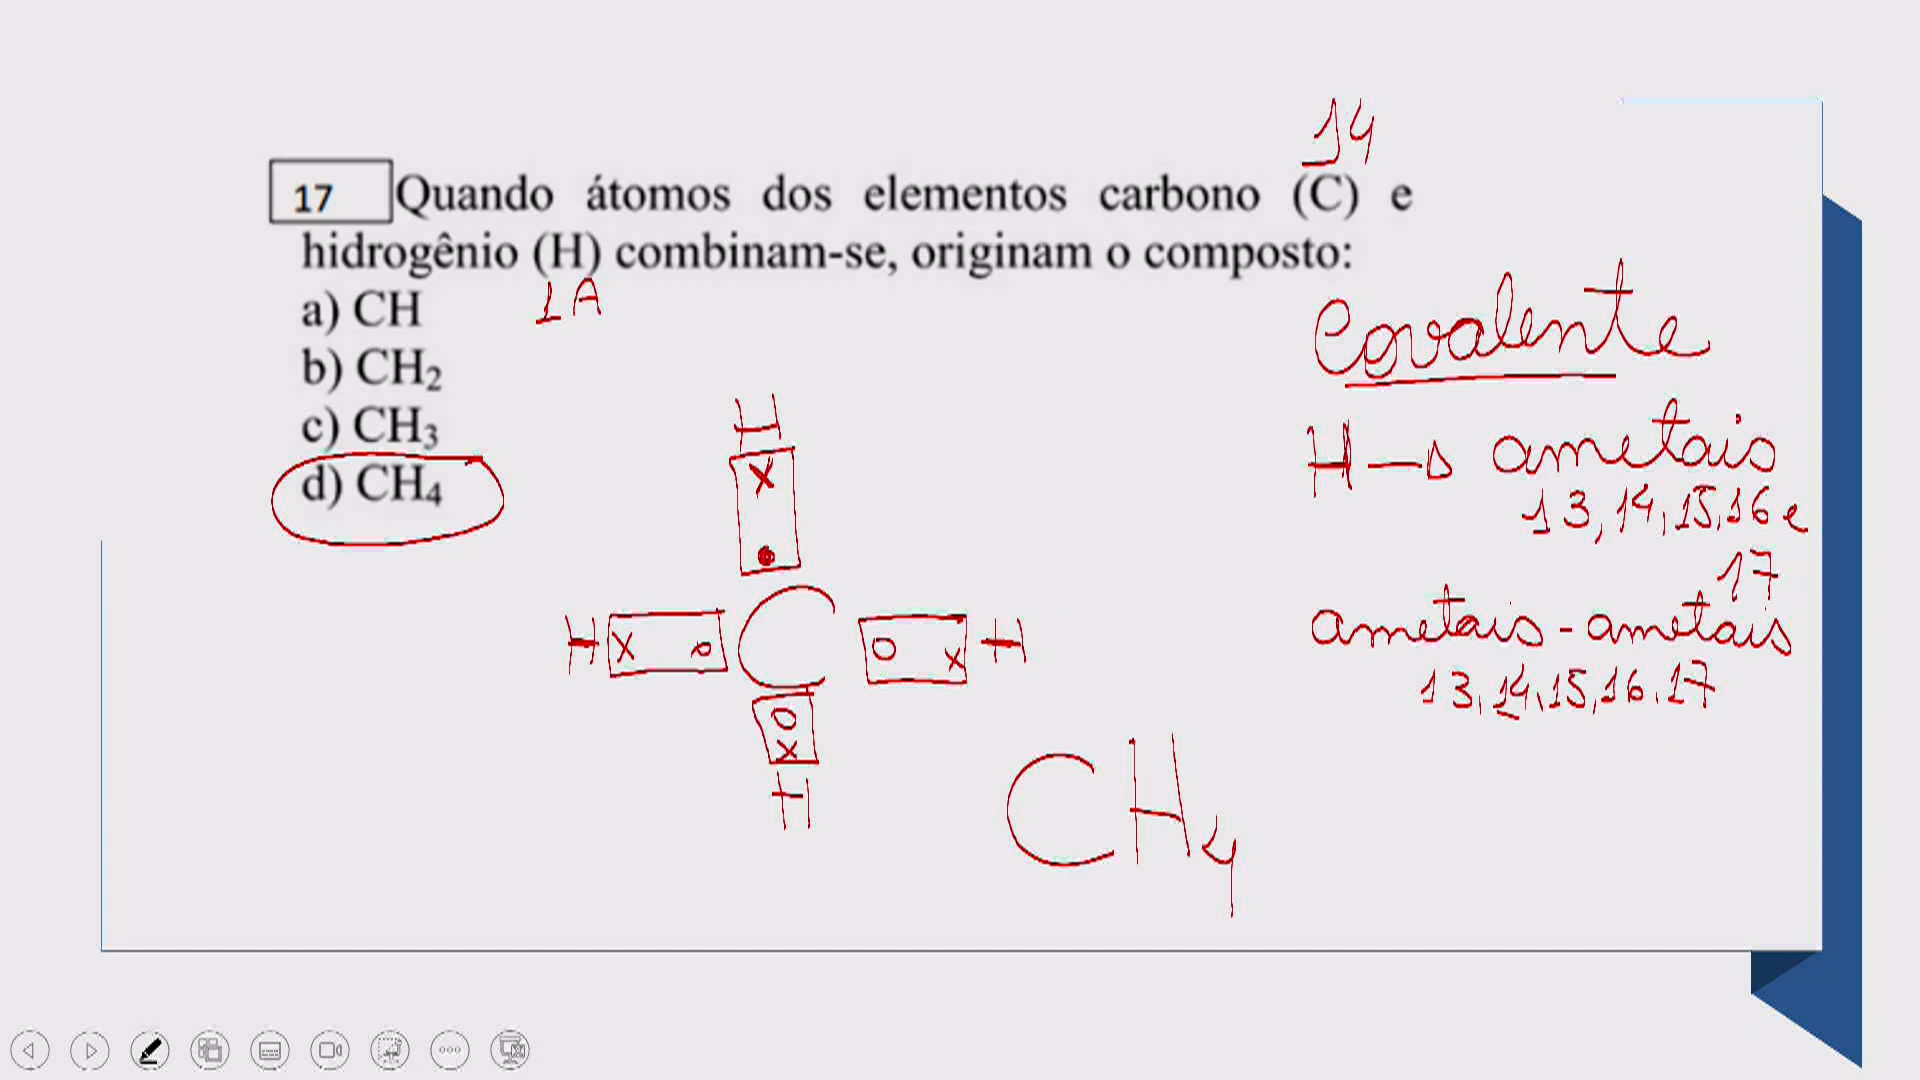 14
17 Quando átomos dos elementos carbono (C) e
hidrogênio (H) combinam-se, originam o composto:
1A
a) CH
b) CH₂
c) CH₃
d) CH₄
Covalente
H → ametais
13, 14, 15, 16 e
17
ametais - ametais
13, 14, 15, 16. 17
H
x
•
H x o C o x H
o
x
H
CH₄